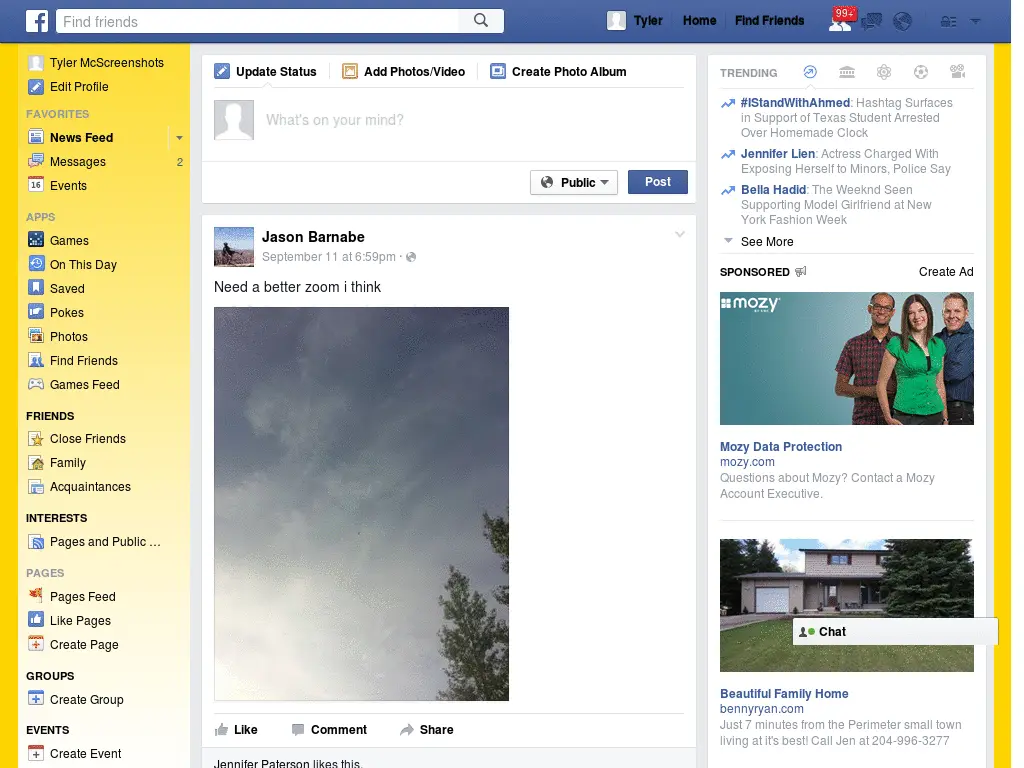 Find friends
Tyler
Home
Find Friends
99+
Tyler McScreenshots
Edit Profile
FAVORITES
News Feed
Messages 2
16 Events
APPS
Games
On This Day
Saved
Pokes
Photos
Find Friends
Games Feed
FRIENDS
Close Friends
Family
Acquaintances
INTERESTS
Pages and Public ...
PAGES
Pages Feed
Like Pages
Create Page
GROUPS
Create Group
EVENTS
Create Event
Update Status
Add Photos/Video
Create Photo Album
What's on your mind?
Public
Post
Jason Barnabe
September 11 at 6:59pm ·
Need a better zoom i think
Like
Comment
Share
Jennifer Paterson likes this.
TRENDING
#IStandWithAhmed: Hashtag Surfaces
in Support of Texas Student Arrested
Over Homemade Clock
Jennifer Lien: Actress Charged With
Exposing Herself to Minors, Police Say
Bella Hadid: The Weeknd Seen
Supporting Model Girlfriend at New
York Fashion Week
See More
SPONSORED
Create Ad
mozy
Mozy Data Protection
mozy.com
Questions about Mozy? Contact a Mozy
Account Executive.
Chat
Beautiful Family Home
bennyryan.com
Just 7 minutes from the Perimeter small town
living at it's best! Call Jen at 204-996-3277